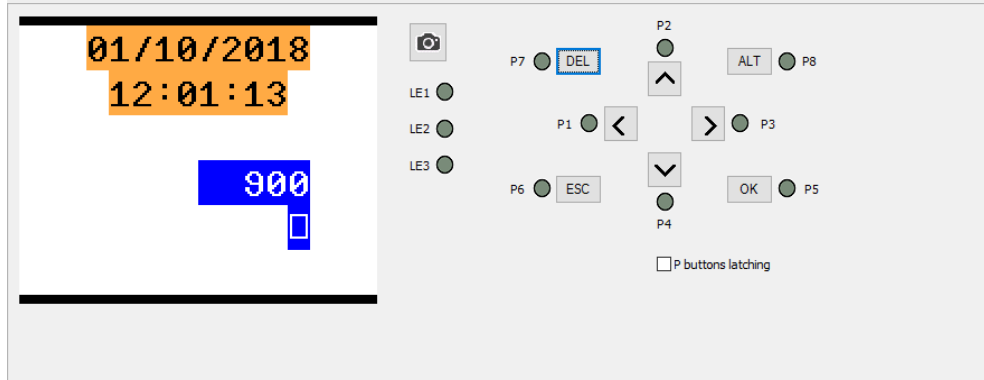 01/10/2018
12:01:13
900
LE1
LE2
LE3
P2
P7 DEL ALT P8
P1 P3
P6 ESC OK P5
P4
P buttons latching